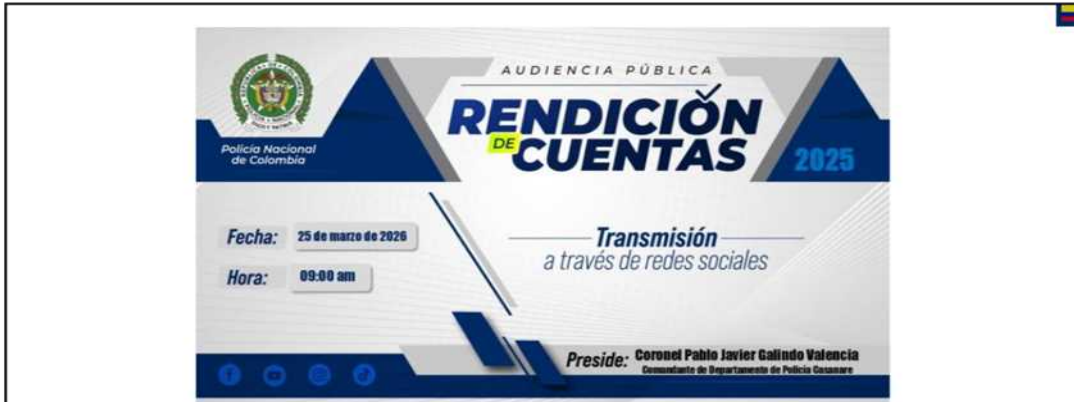 AUDIENCIA PÚBLICA
RENDICIÓN
DE CUENTAS
2025
Policía Nacional
de Colombia
Fecha: 25 de marzo de 2026
Hora: 09:00 am
Transmisión
a través de redes sociales
Preside: Coronel Pablo Javier Galindo Valencia
Comandante de Departamento de Policía Casanare